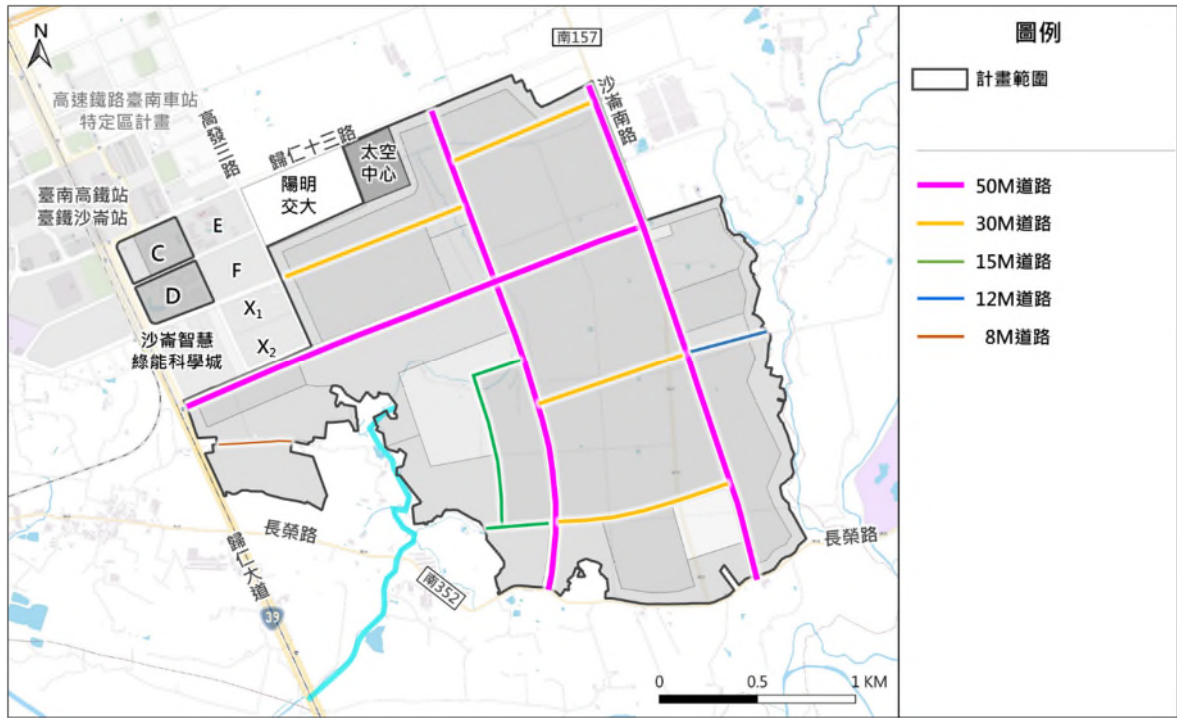 N
南157
高速鐵路臺南車站
特定區計畫
高發三路
歸仁十三路
沙崙南路
太空
中心
陽明
交大
臺南高鐵站
臺鐵沙崙站
E
C
F
D
X1
X2
沙崙智慧
綠能科學城
長榮路
長榮路
歸仁大道
南352
39
0
0.5
1 KM
圖例
計畫範圍
50M道路
30M道路
15M道路
12M道路
8M道路